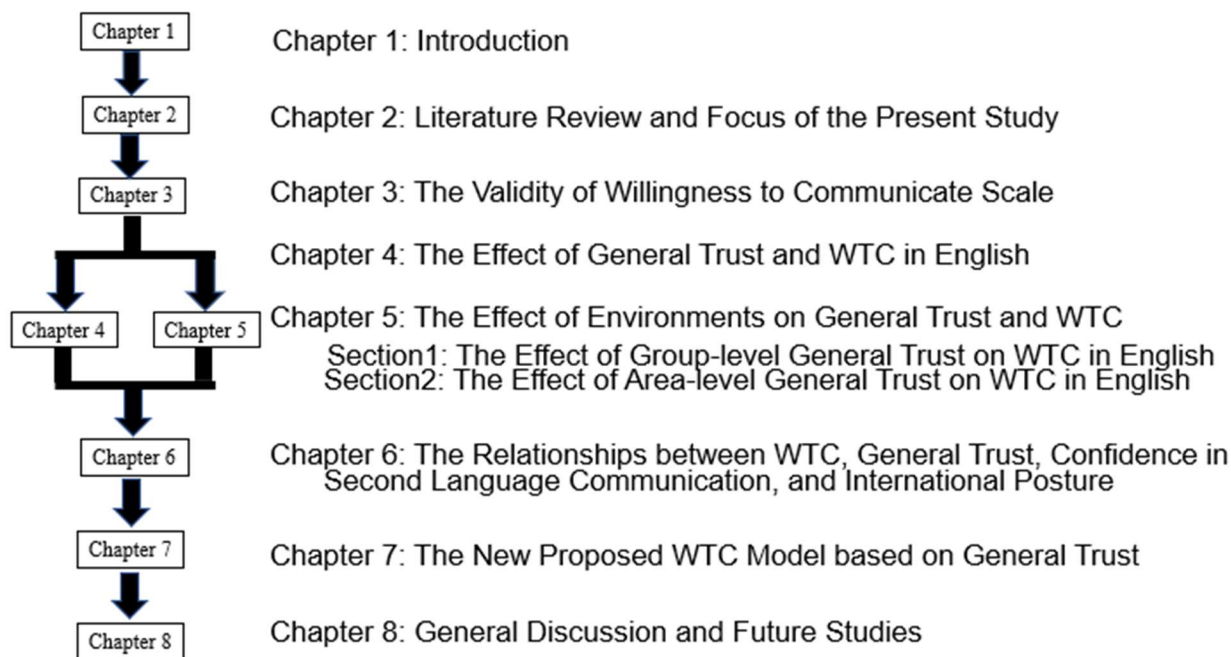 Chapter 1
Chapter 1: Introduction
Chapter 2
Chapter 2: Literature Review and Focus of the Present Study
Chapter 3
Chapter 3: The Validity of Willingness to Communicate Scale
Chapter 4: The Effect of General Trust and WTC in English
Chapter 4
Chapter 5
Chapter 5: The Effect of Environments on General Trust and WTC
Section1: The Effect of Group-level General Trust on WTC in English
Section2: The Effect of Area-level General Trust on WTC in English
Chapter 6
Chapter 6: The Relationships between WTC, General Trust, Confidence in
Second Language Communication, and International Posture
Chapter 7
Chapter 7: The New Proposed WTC Model based on General Trust
Chapter 8
Chapter 8: General Discussion and Future Studies